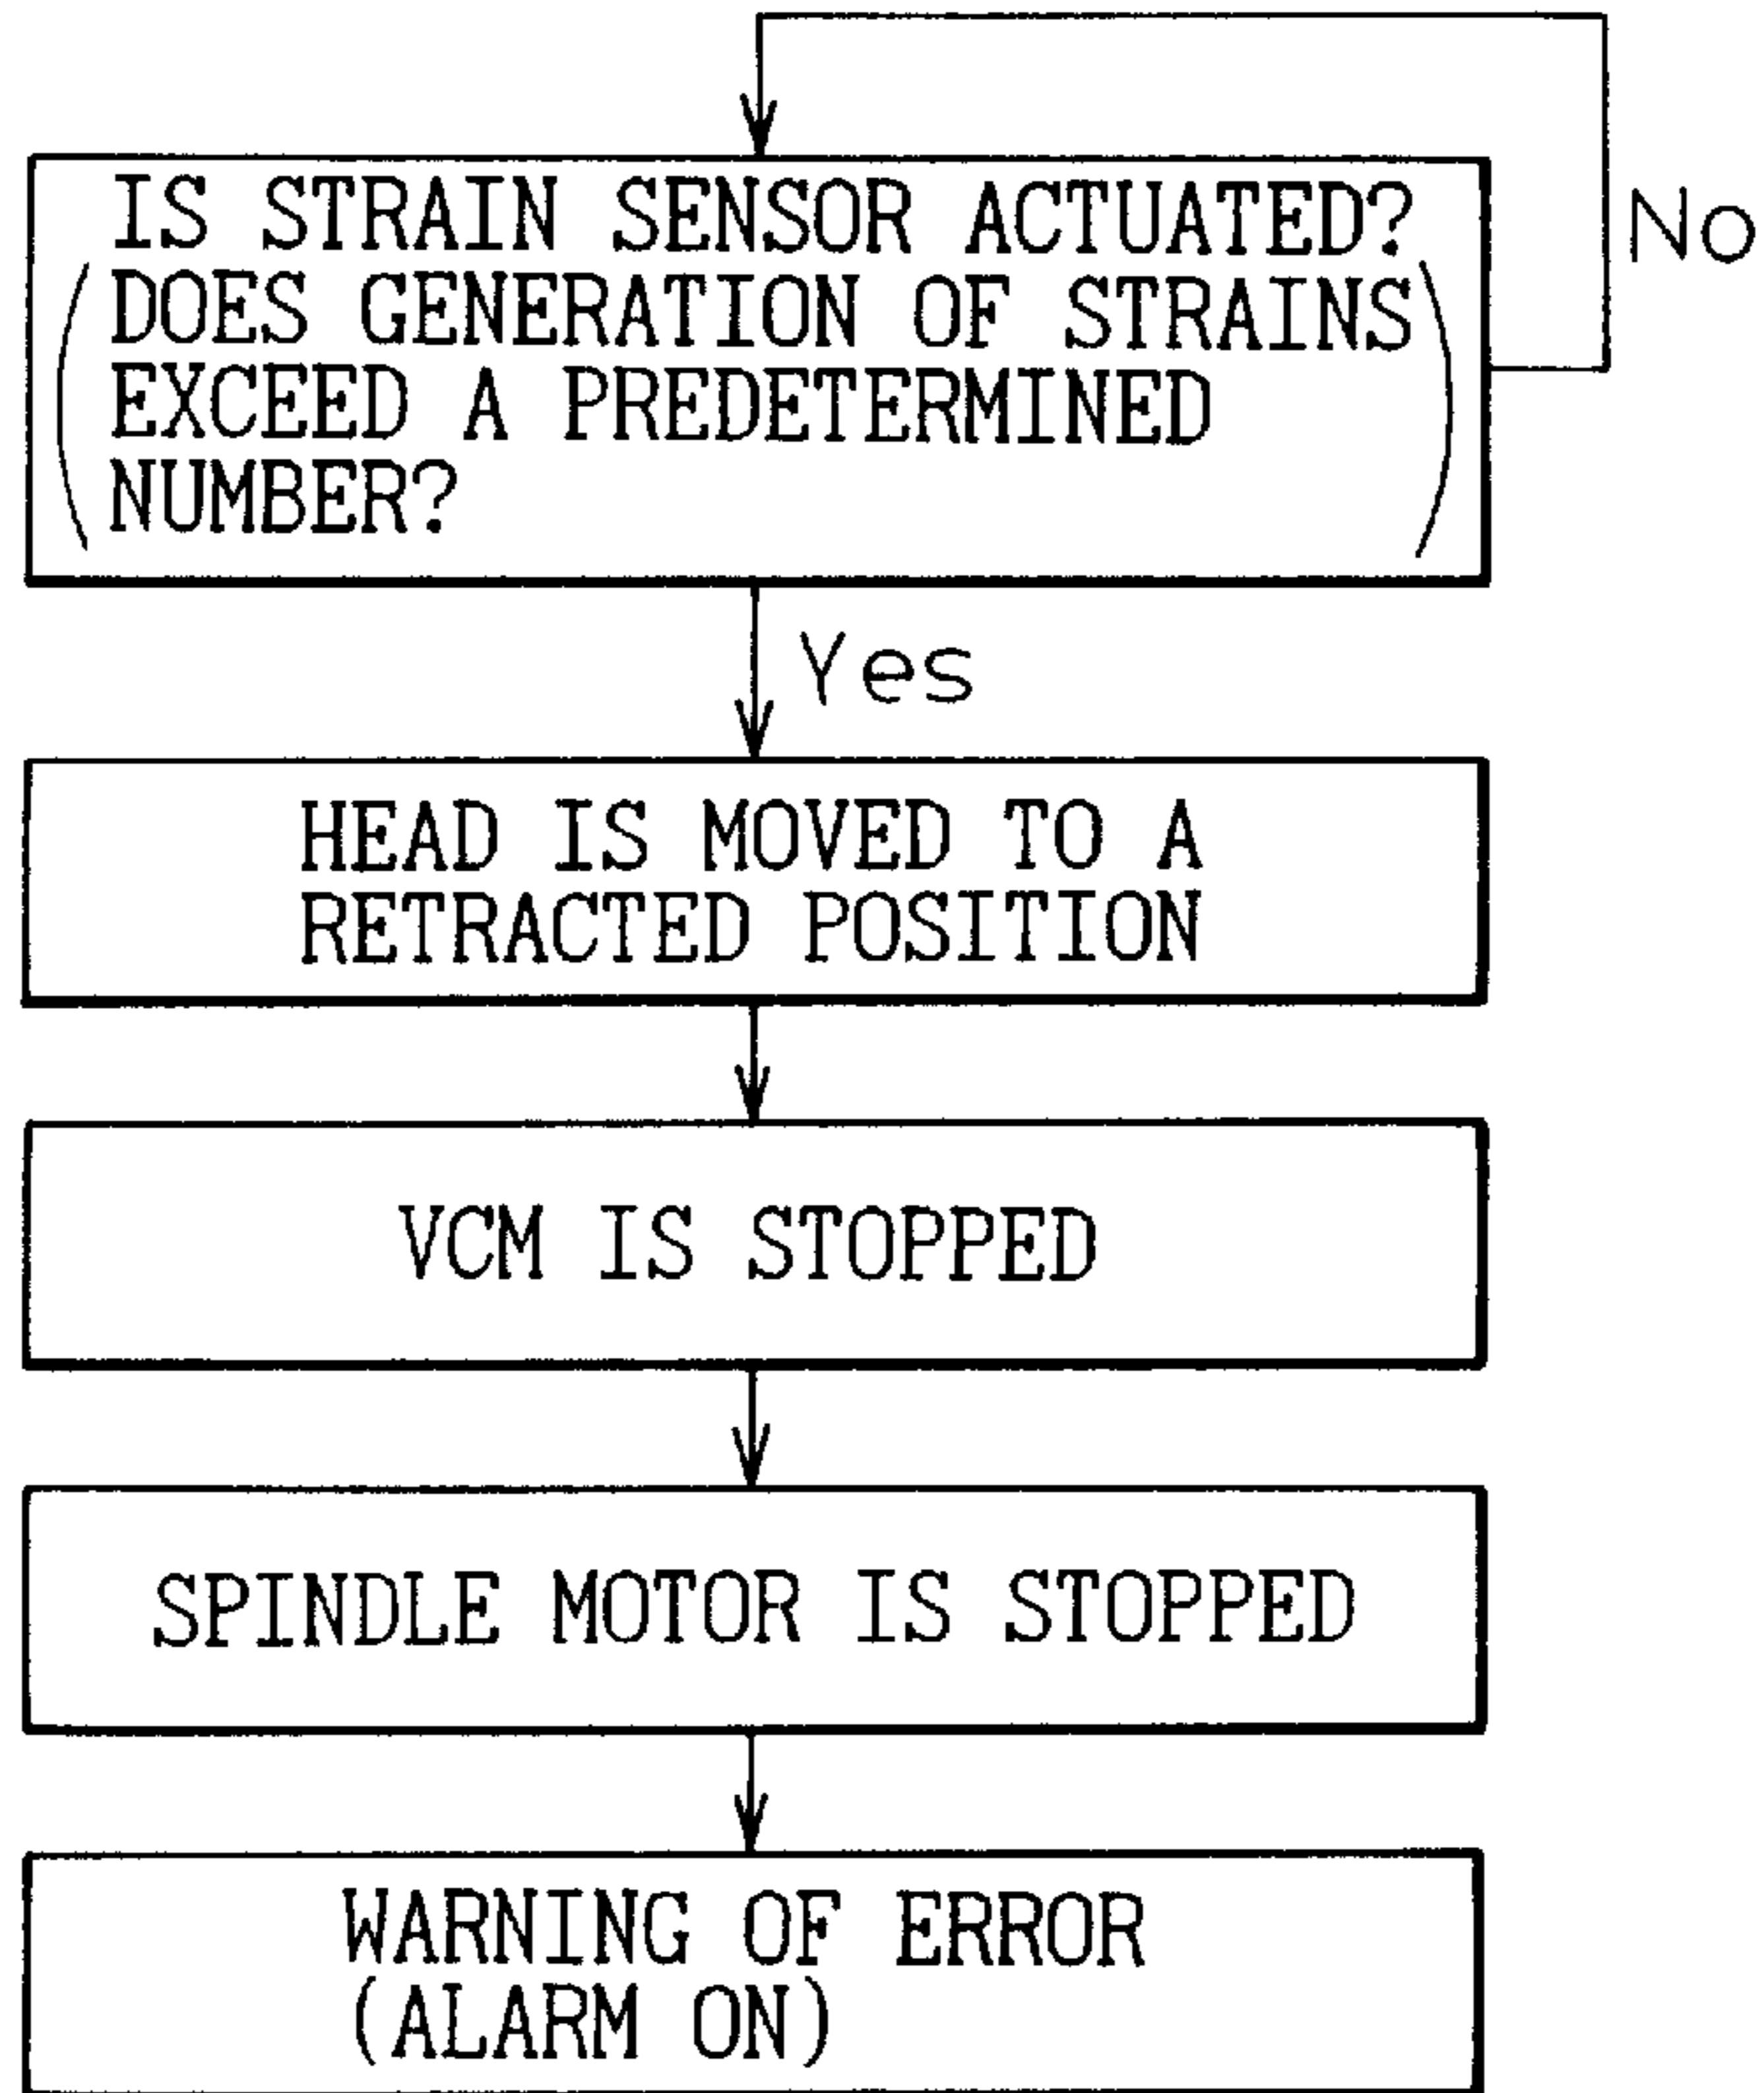 IS STRAIN SENSOR ACTUATED?
No
(DOES GENERATION OF STRAINS
EXCEED A PREDETERMINED
NUMBER?)
Yes
HEAD IS MOVED TO A
RETRACTED POSITION
VCM IS STOPPED
SPINDLE MOTOR IS STOPPED
WARNING OF ERROR
(ALARM ON)